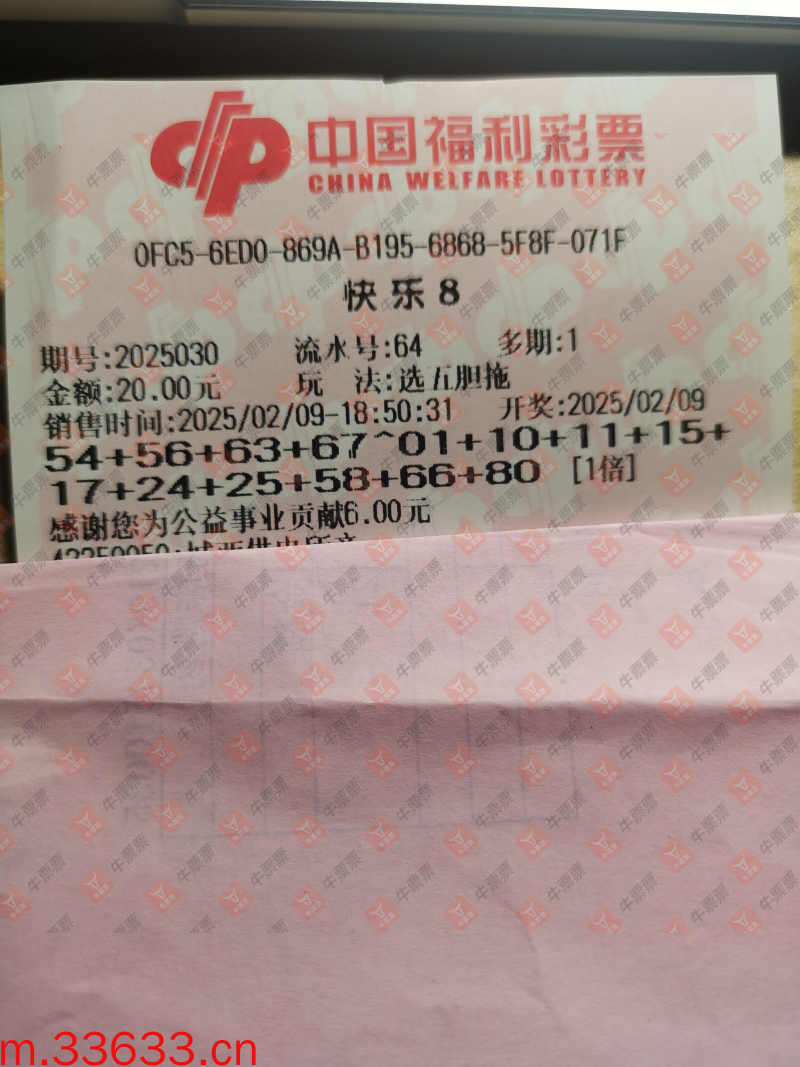 中国福利彩票
CHINA WELFARE LOTTERY
0FC5-6ED0-869A-B195-6868-5F8F-071F
快乐8
期号:2025030 流水号:64 多期:1
金额:20.00元 玩 法:选五胆拖
销售时间:2025/02/09-18:50:31 开奖:2025/02/09
54+56+63+67^01+10+11+15+
17+24+25+58+66+80 [1倍]
感谢您为公益事业贡献6.00元
牛票票
m.33633.cn